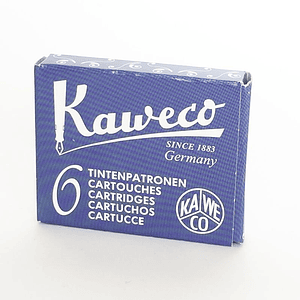 Kaweco
SINCE 1883
Germany
6
TINTENPATRONEN
CARTOUCHES
CARTRIDGES
CARTUCHOS
CARTUCCE
KA WE
CO